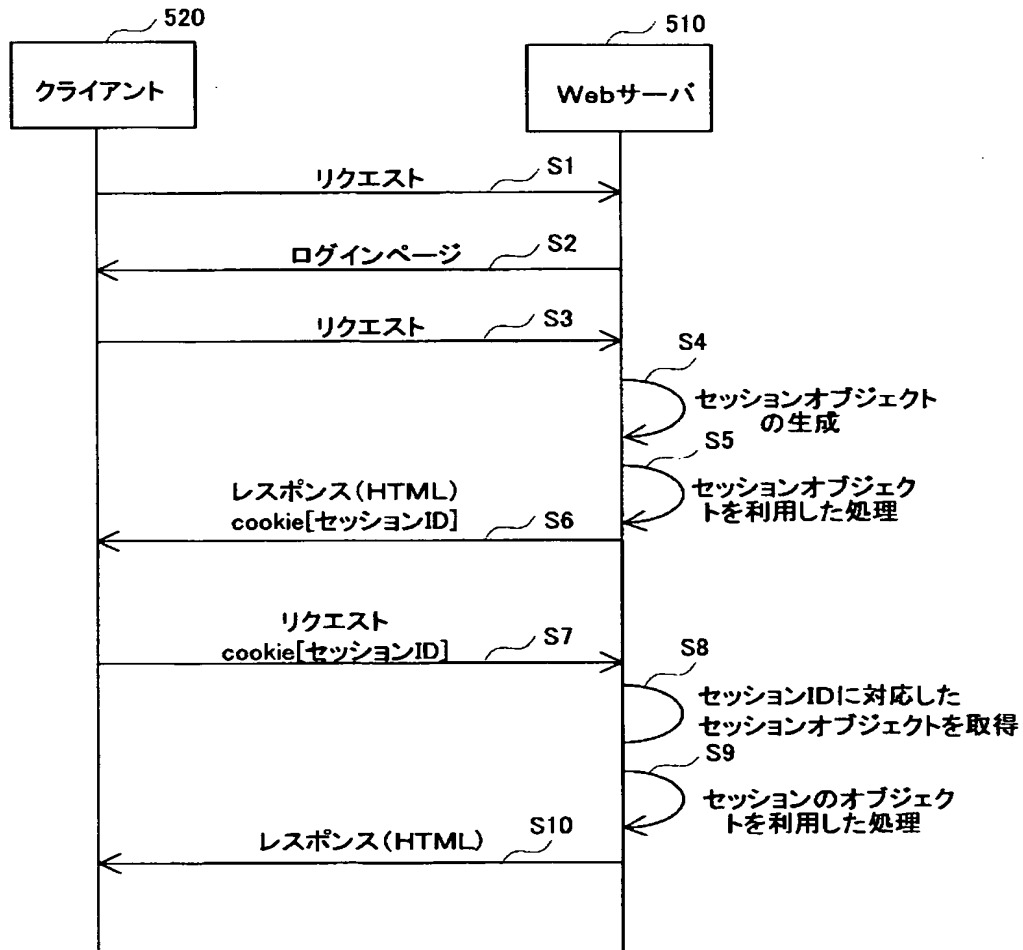 520
510
クライアント
Webサーバ
リクエスト
S1
ログインページ
S2
リクエスト
S3
S4
セッションオブジェクト
の生成
S5
セッションオブジェク
トを利用した処理
レスポンス(HTML)
cookie[セッションID]
S6
リクエスト
cookie[セッションID]
S7
S8
セッションIDに対応した
セッションオブジェクトを取得
S9
セッションのオブジェク
トを利用した処理
レスポンス(HTML)
S10